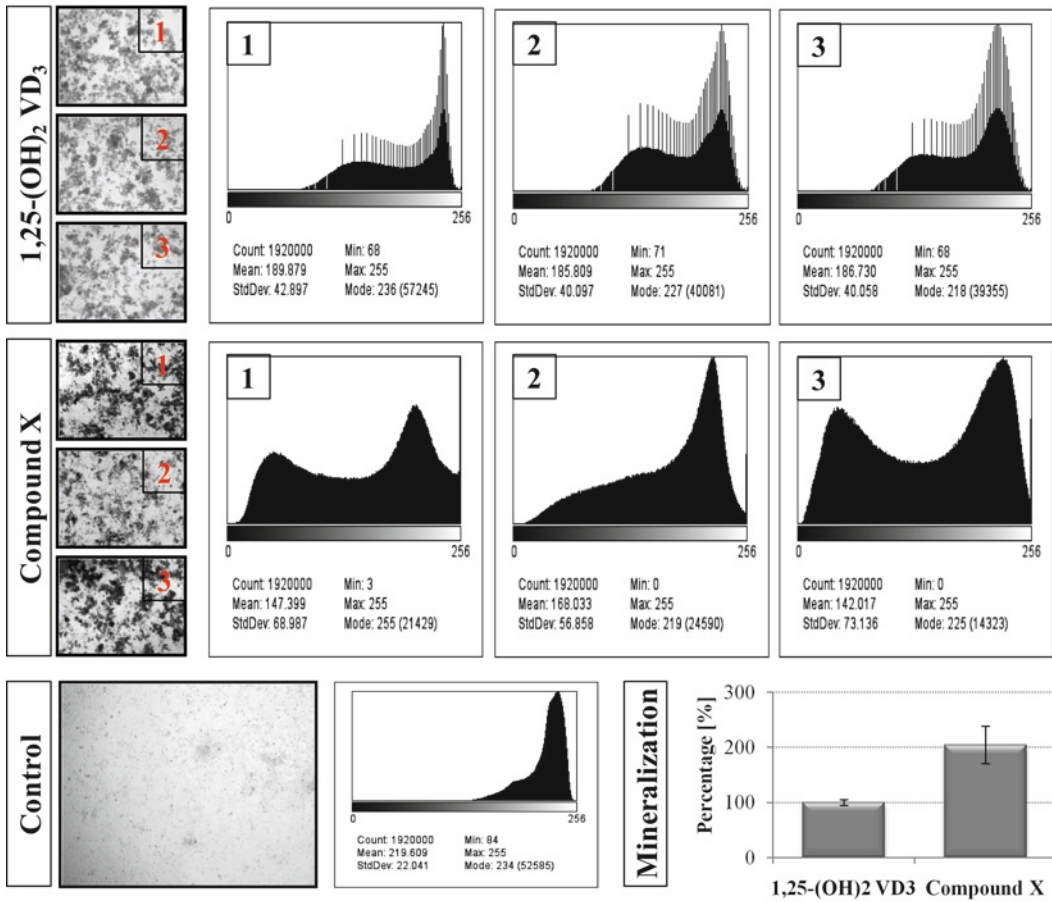 1,25-(OH)2 VD3
1
2
3
1
0
256
Count: 1920000
Min: 68
Mean: 189.879
Max: 255
StdDev: 42.897
Mode: 236 (57245)
2
0
256
Count: 1920000
Min: 71
Mean: 185.809
Max: 255
StdDev: 40.097
Mode: 227 (40081)
3
0
256
Count: 1920000
Min: 68
Mean: 186.730
Max: 255
StdDev: 40.058
Mode: 218 (39355)
Compound X
1
2
3
1
0
256
Count: 1920000
Min: 3
Mean: 147.399
Max: 255
StdDev: 68.987
Mode: 255 (21429)
2
0
256
Count: 1920000
Min: 0
Mean: 168.033
Max: 255
StdDev: 56.858
Mode: 219 (24590)
3
0
256
Count: 1920000
Min: 0
Mean: 142.017
Max: 255
StdDev: 73.136
Mode: 225 (14323)
Control
0
256
Count: 1920000
Min: 84
Mean: 219.609
Max: 255
StdDev: 22.041
Mode: 234 (52585)
Mineralization
Percentage [%]
300
200
100
0
1,25-(OH)2 VD3
Compound X